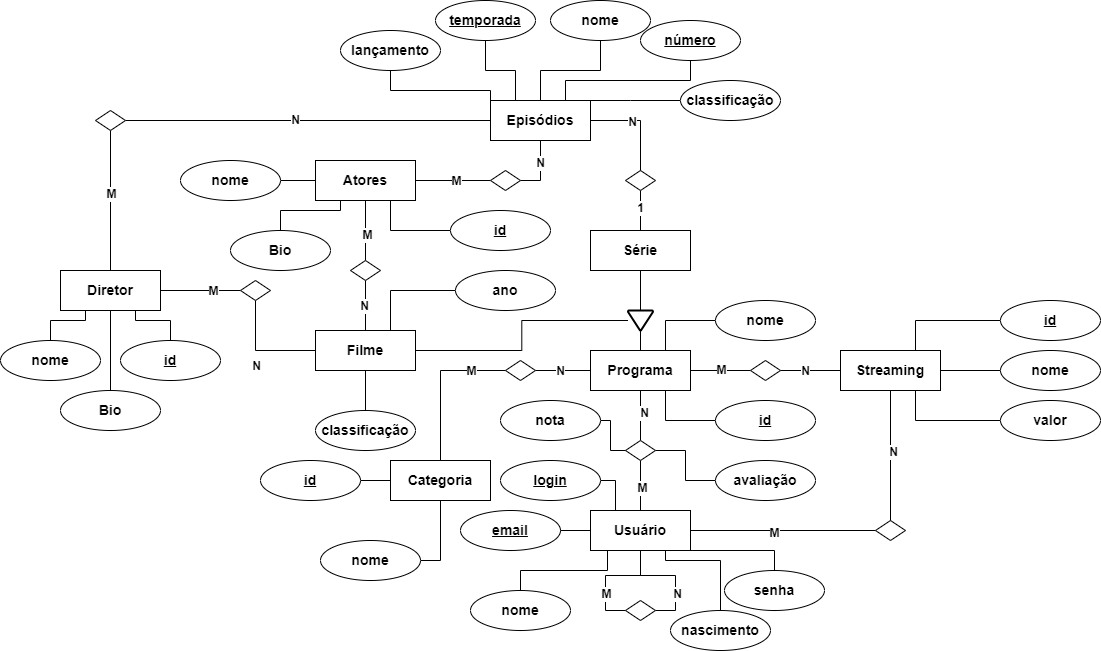 temporada
nome
número
lançamento
classificação
Episódios
N
N
N
nome
Atores
M
M
1
M
Bio
id
Série
Diretor
M
ano
N
nome
id
nome
id
Filme
N
M
N
Programa
M
N
Streaming
nome
Bio
classificação
nota
N
id
valor
N
id
Categoria
login
M
avaliação
email
Usuário
M
nome
nome
M
N
senha
nascimento